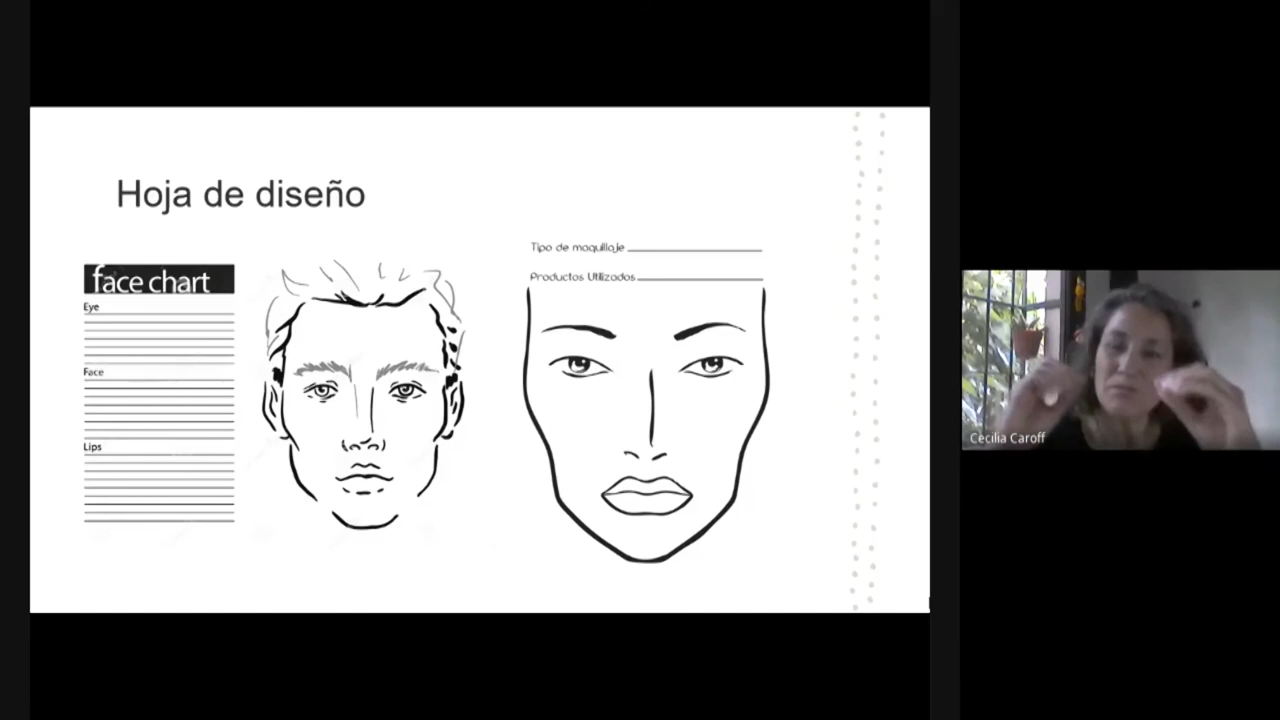 Hoja de diseño
face chart
Eye
Face
Lips
Tipo de maquillaje
Productos Utilizados
Cecilia Caroff